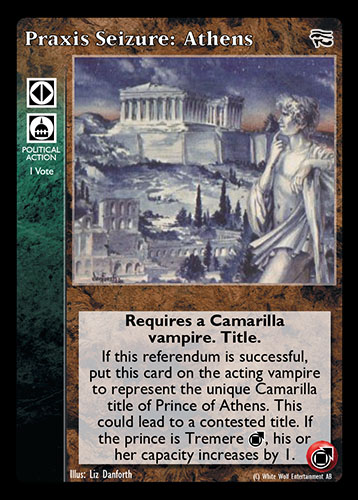 Praxis Seizure: Athens
POLITICAL
ACTION
1 Vote
Requires a Camarilla
vampire. Title.
If this referendum is successful,
put this card on the acting vampire
to represent the unique Camarilla
title of Prince of Athens. This
could lead to a contested title. If
the prince is Tremere , his or
her capacity increases by 1.
Illus: Liz Danforth
(C) White Wolf Entertainment AB